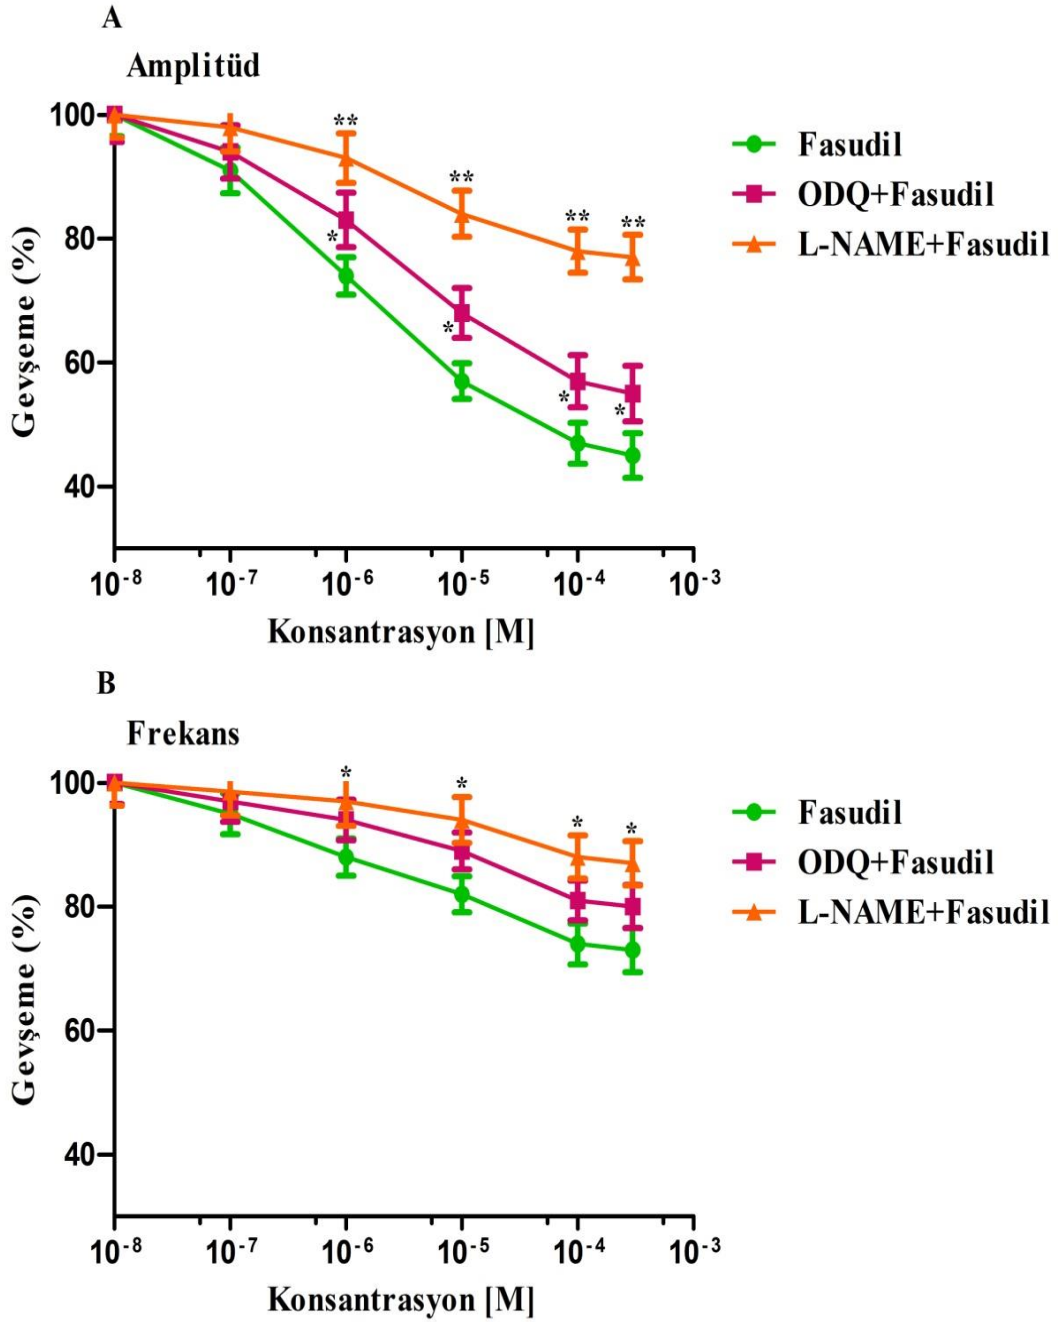 A
Amplitüd
Gevşeme (%)
100
80
60
40
** ** ** **
* * * *
10⁻⁸ 10⁻⁷ 10⁻⁶ 10⁻⁵ 10⁻⁴ 10⁻³
Konsantrasyon [M]
Fasudil
ODQ+Fasudil
L-NAME+Fasudil
B
Frekans
Gevşeme (%)
100
80
60
40
* * * *
10⁻⁸ 10⁻⁷ 10⁻⁶ 10⁻⁵ 10⁻⁴ 10⁻³
Konsantrasyon [M]
Fasudil
ODQ+Fasudil
L-NAME+Fasudil